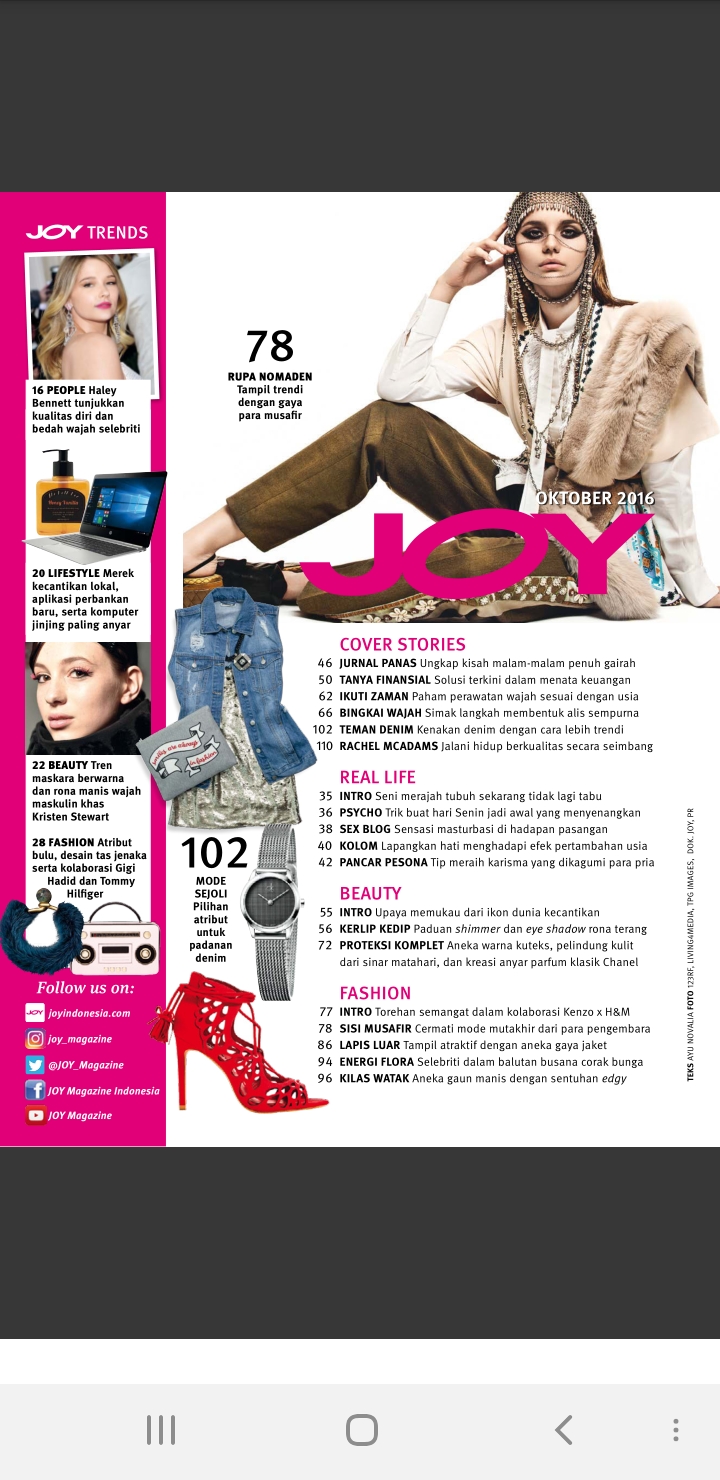 JOY TRENDS
16 PEOPLE Haley
Bennett tunjukkan
kualitas diri dan
bedah wajah selebriti
20 LIFESTYLE Merek
kecantikan lokal,
aplikasi perbankan
baru, serta komputer
jinjing paling anyar
22 BEAUTY Tren
maskara berwarna
dan rona manis wajah
maskulin khas
Kristen Stewart
28 FASHION Atribut
bulu, desain tas jenaka
serta kolaborasi Gigi
Hadid dan Tommy
Hilfiger
Follow us on:
JOY joyindonesia.com
joy_magazine
@JOY_Magazine
JOY Magazine Indonesia
JOY Magazine
78
RUPA NOMADEN
Tampil trendi
dengan gaya
para musafir
OKTOBER 2016
JOY
smiles are always
in fashion
102
MODE
SEJOLI
Pilihan
atribut
untuk
padanan
denim
COVER STORIES
46 JURNAL PANAS Ungkap kisah malam-malam penuh gairah
50 TANYA FINANSIAL Solusi terkini dalam menata keuangan
62 IKUTI ZAMAN Paham perawatan wajah sesuai dengan usia
66 BINGKAI WAJAH Simak langkah membentuk alis sempurna
102 TEMAN DENIM Kenakan denim dengan cara lebih trendi
110 RACHEL MCADAMS Jalani hidup berkualitas secara seimbang
REAL LIFE
35 INTRO Seni merajah tubuh sekarang tidak lagi tabu
36 PSYCHO Trik buat hari Senin jadi awal yang menyenangkan
38 SEX BLOG Sensasi masturbasi di hadapan pasangan
40 KOLOM Lapangkan hati menghadapi efek pertambahan usia
42 PANCAR PESONA Tip meraih karisma yang dikagumi para pria
BEAUTY
55 INTRO Upaya memukau dari ikon dunia kecantikan
56 KERLIP KEDIP Paduan shimmer dan eye shadow rona terang
72 PROTEKSI KOMPLET Aneka warna kuteks, pelindung kulit
dari sinar matahari, dan kreasi anyar parfum klasik Chanel
FASHION
77 INTRO Torehan semangat dalam kolaborasi Kenzo x H&M
78 SISI MUSAFIR Cermati mode mutakhir dari para pengembara
86 LAPIS LUAR Tampil atraktif dengan aneka gaya jaket
94 ENERGI FLORA Selebriti dalam balutan busana corak bunga
96 KILAS WATAK Aneka gaun manis dengan sentuhan edgy
TEKS AYU NOVALIA FOTO 123RF, LIVING4MEDIA, TPG IMAGES, DOK. JOY, PR